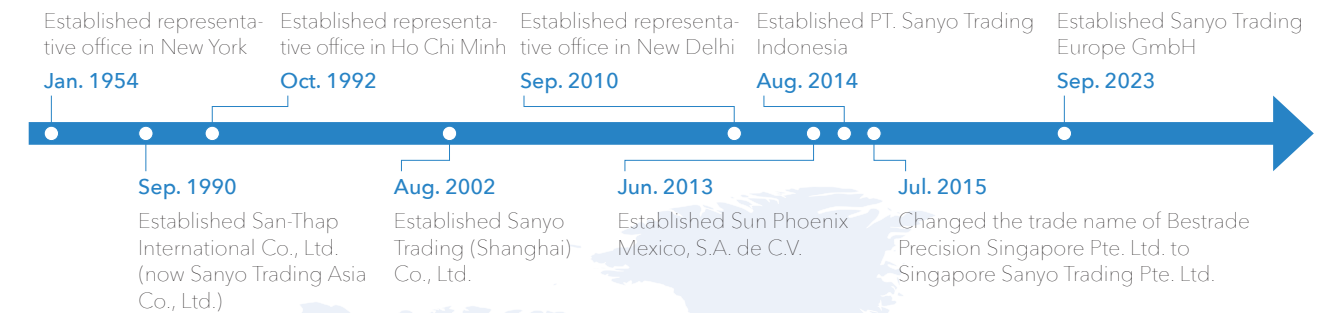 Established representa-
tive office in New York
Jan. 1954
Established representa-
tive office in Ho Chi Minh
Oct. 1992
Established representa-
tive office in New Delhi
Sep. 2010
Established PT. Sanyo Trading
Indonesia
Aug. 2014
Established Sanyo Trading
Europe GmbH
Sep. 2023
Sep. 1990
Established San-Thap
International Co., Ltd.
(now Sanyo Trading Asia
Co., Ltd.)
Aug. 2002
Established Sanyo
Trading (Shanghai)
Co., Ltd.
Jun. 2013
Established Sun Phoenix
Mexico, S.A. de C.V.
Jul. 2015
Changed the trade name of Bestrade
Precision Singapore Pte. Ltd. to
Singapore Sanyo Trading Pte. Ltd.